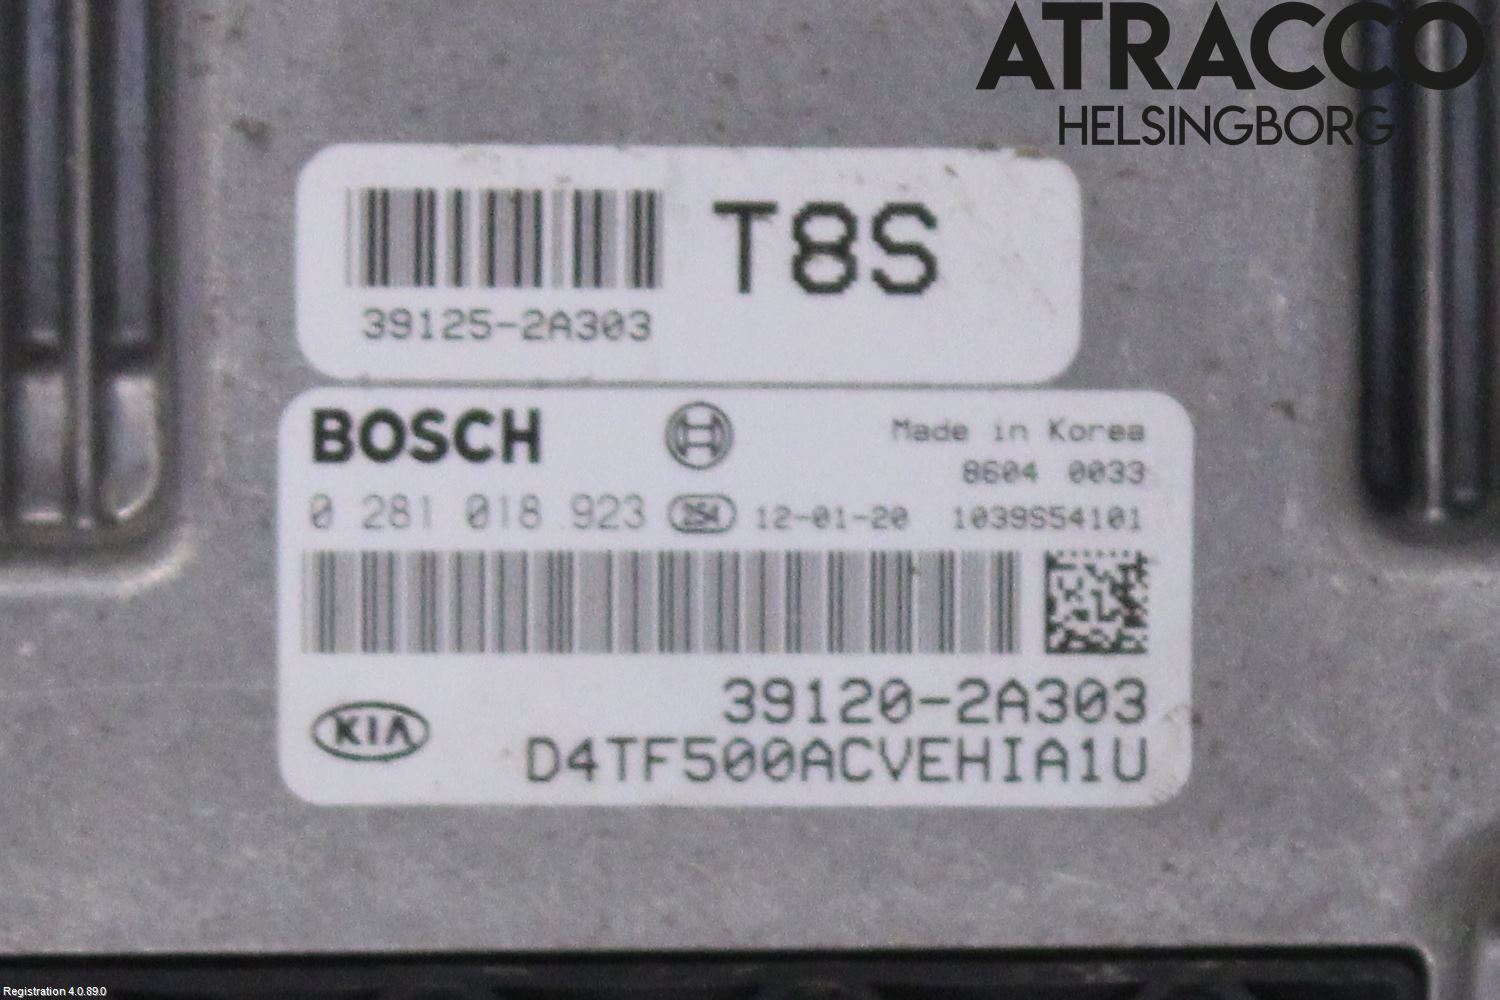 ATRACCO
HELSINGBORG
T8S
39125-2A303
BOSCH
Made in Korea
8604 0033
0 281 018 923 254 12-01-20 1039S54101
39120-2A303
KIA
D4TF500ACVEHIA1U
Registration 4.0.89.0